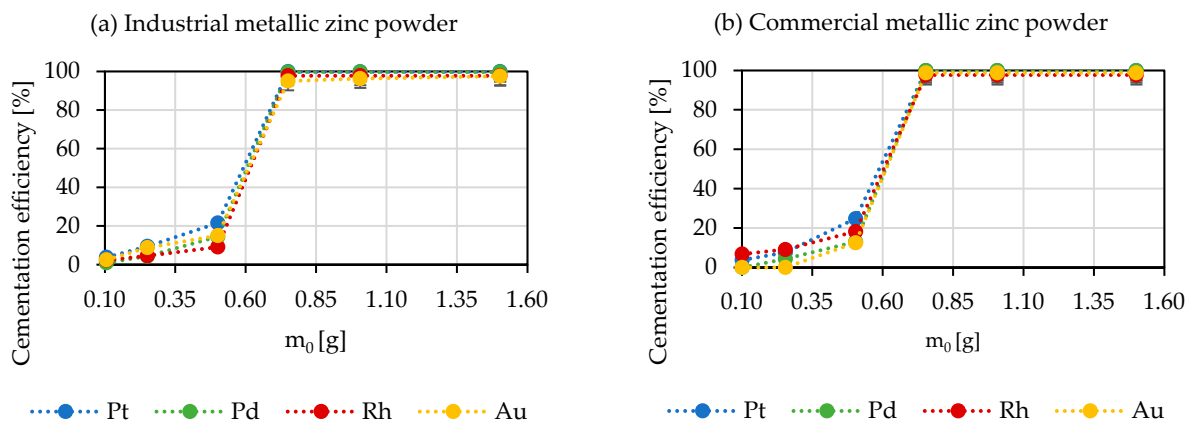 (a) Industrial metallic zinc powder
Cementation efficiency [%]
100
80
60
40
20
0
0.10 0.35 0.60 0.85 1.10 1.35 1.60
m₀ [g]
Pt Pd Rh Au
(b) Commercial metallic zinc powder
Cementation efficiency [%]
100
80
60
40
20
0
0.10 0.35 0.60 0.85 1.10 1.35 1.60
m₀ [g]
Pt Pd Rh Au